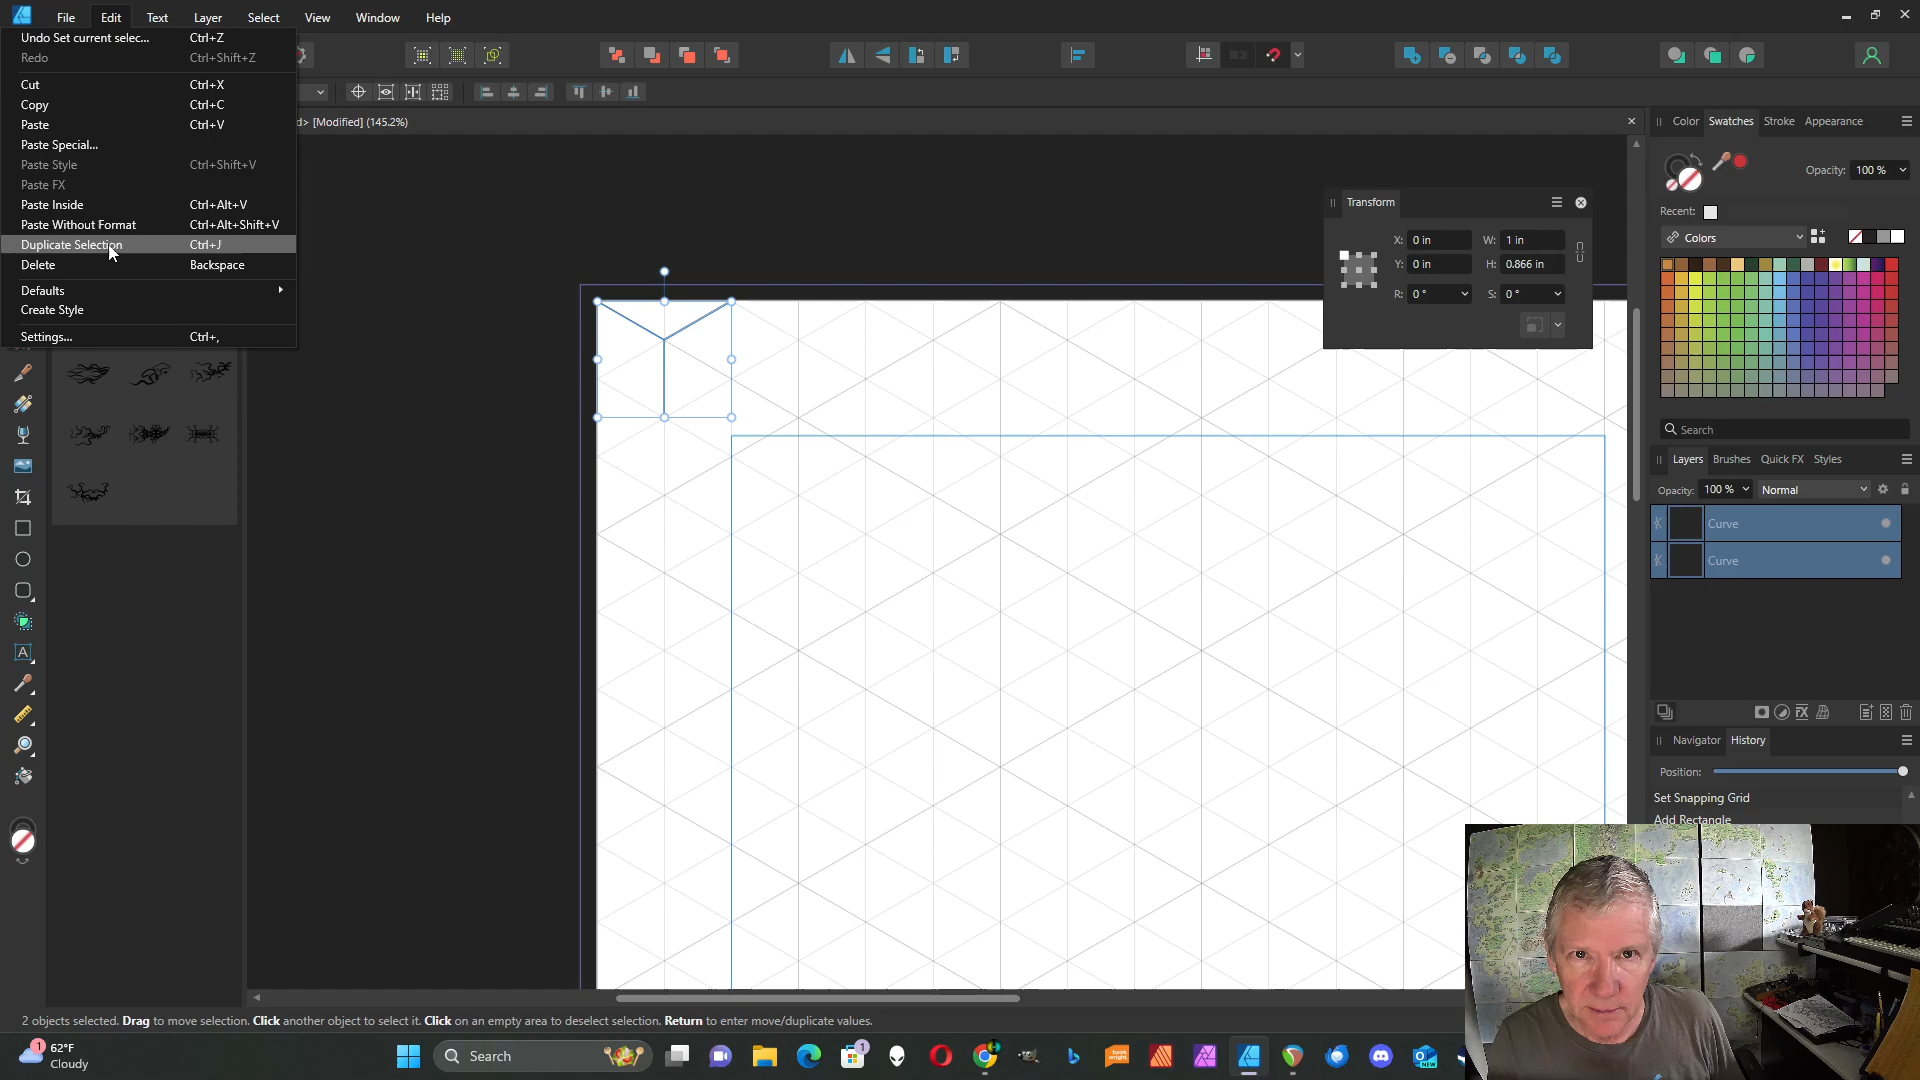 File Edit Text Layer Select View Window Help
Undo Set current selec... Ctrl+Z
Redo Ctrl+Shift+Z
Cut Ctrl+X
Copy Ctrl+C
Paste Ctrl+V
Paste Special...
Paste Style Ctrl+Shift+V
Paste FX
Paste Inside Ctrl+Alt+V
Paste Without Format Ctrl+Alt+Shift+V
Duplicate Selection Ctrl+J
Delete Backspace
Defaults
Create Style
Settings... Ctrl+,
d> [Modified] (145.2%)
Transform
X: 0 in W: 1 in
Y: 0 in H: 0.866 in
R: 0 ° S: 0 °
Color Swatches Stroke Appearance
Opacity: 100 %
Recent:
Colors
Search
Layers Brushes Quick FX Styles
Opacity: 100 % Normal
Curve
Curve
Navigator History
Position:
Set Snapping Grid
Add Rectangle
2 objects selected. Drag to move selection. Click another object to select it. Click on an empty area to deselect selection. Return to enter move/duplicate values.
1
62°F
Cloudy
Search
1
book
wright
NEW